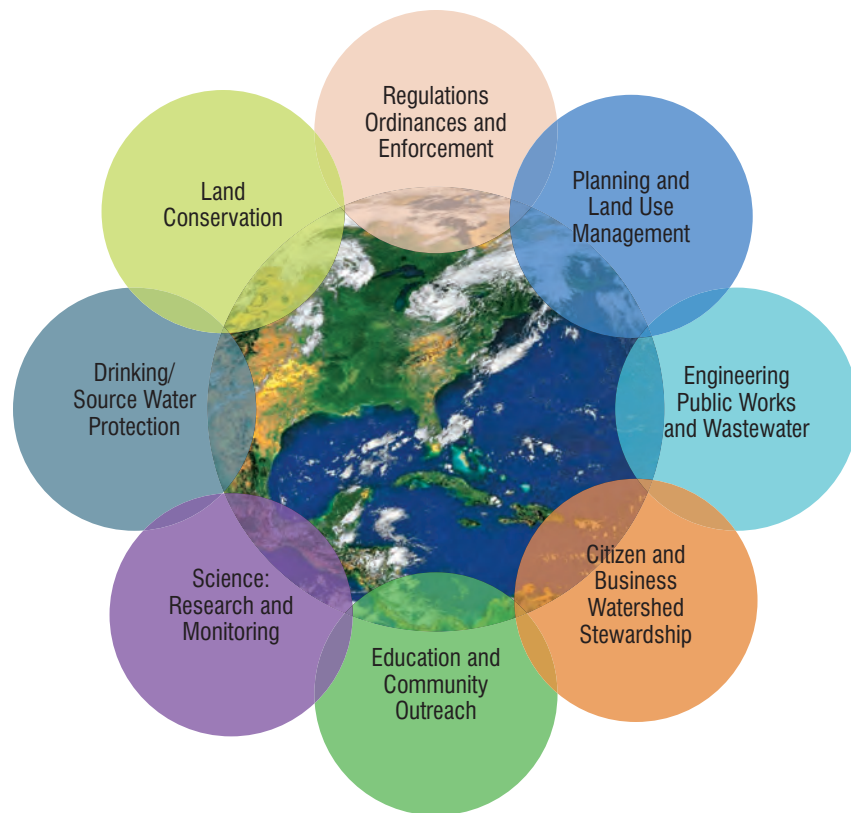 Regulations
Ordinances and
Enforcement
Planning and
Land Use
Management
Engineering
Public Works
and Wastewater
Citizen and
Business
Watershed
Stewardship
Education and
Community
Outreach
Science:
Research and
Monitoring
Drinking/
Source Water
Protection
Land
Conservation